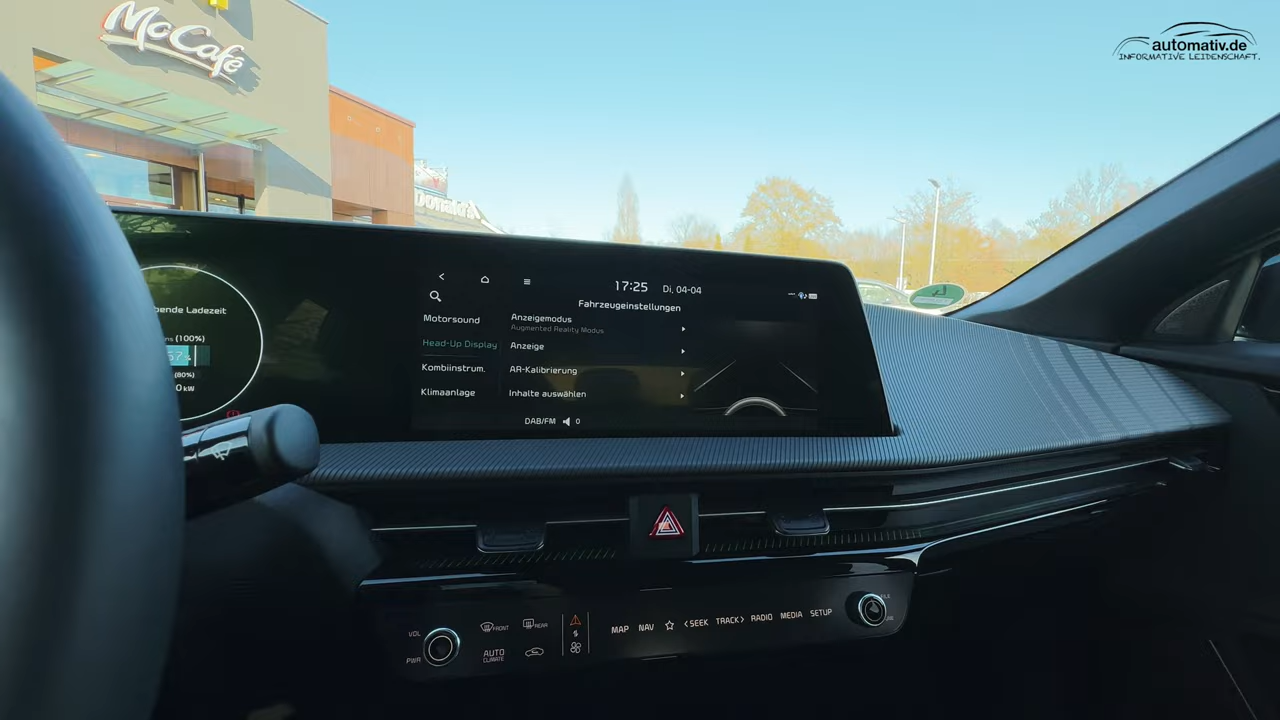 McCafé
automativ.de
INFORMATIVE LEIDENSCHAFT.
17:25 Di, 04-04
Fahrzeugeinstellungen
Motorsound
Head-Up Display
Kombiinstrum.
Klimaanlage
Anzeigemodus
Augmented Reality Modus
Anzeige
AR-Kalibrierung
Inhalte auswählen
DAB/FM 0
Ladezeit
(100%)
67%
(80%)
0 kW
VOL
PWR
FRONT
REAR
AUTO
CLIMATE
MAP NAV <SEEK TRACK> RADIO MEDIA SETUP